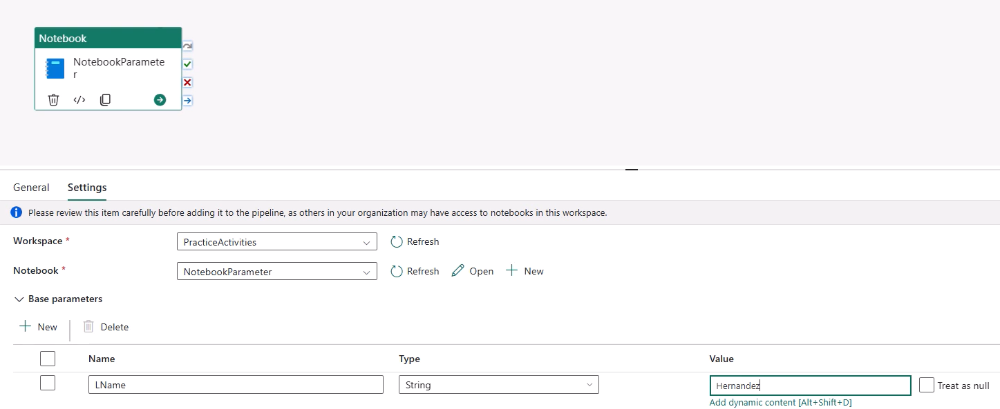 Notebook
NotebookParamete
r
General Settings
Please review this item carefully before adding it to the pipeline, as others in your organization may have access to notebooks in this workspace.
Workspace * PracticeActivities Refresh
Notebook * NotebookParameter Refresh Open New
Base parameters
New Delete
Name Type Value
LName String Hernandez Treat as null
Add dynamic content [Alt+Shift+D]